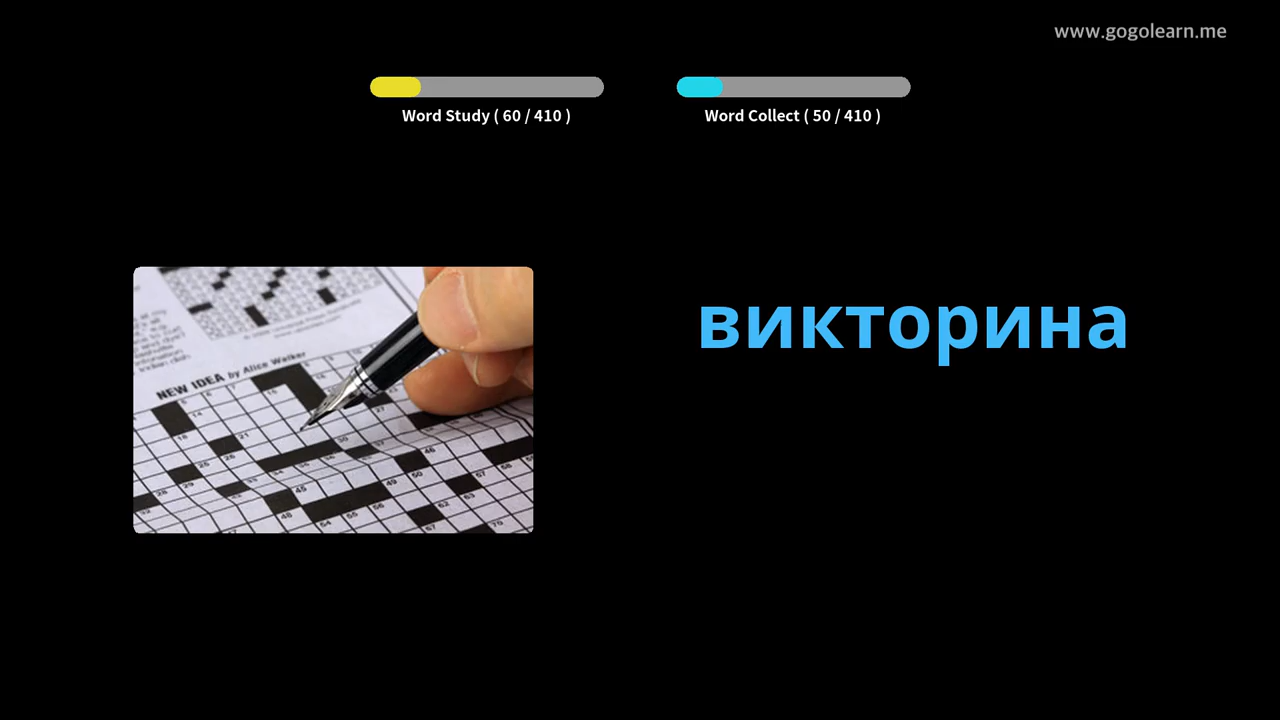 www.gogolearn.me
Word Study ( 60 / 410 )
Word Collect ( 50 / 410 )
викторина
NEW IDEA by Alice Walker